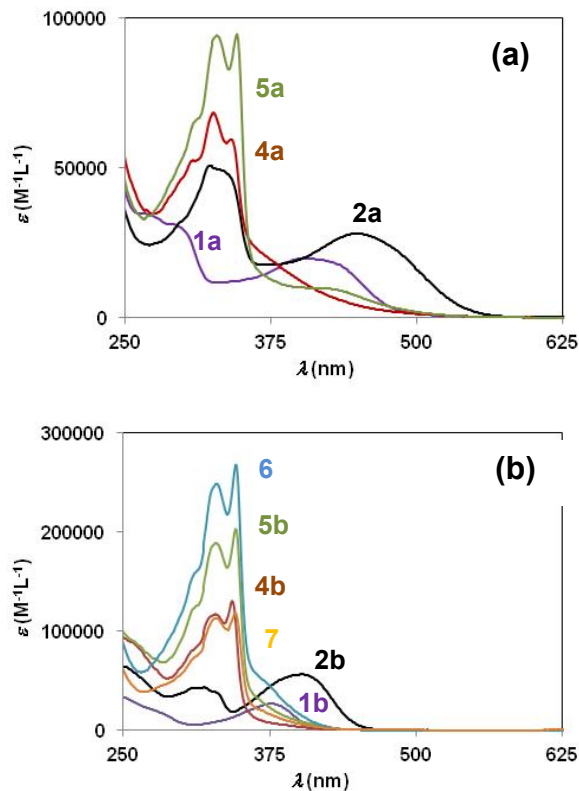 100000
(a)
5a
4a
ε (M⁻¹L⁻¹)
50000
2a
1a
0
250
375
500
625
λ (nm)
300000
6
(b)
5b
200000
ε (M⁻¹L⁻¹)
4b
100000
7
2b
1b
0
250
375
500
625
λ (nm)